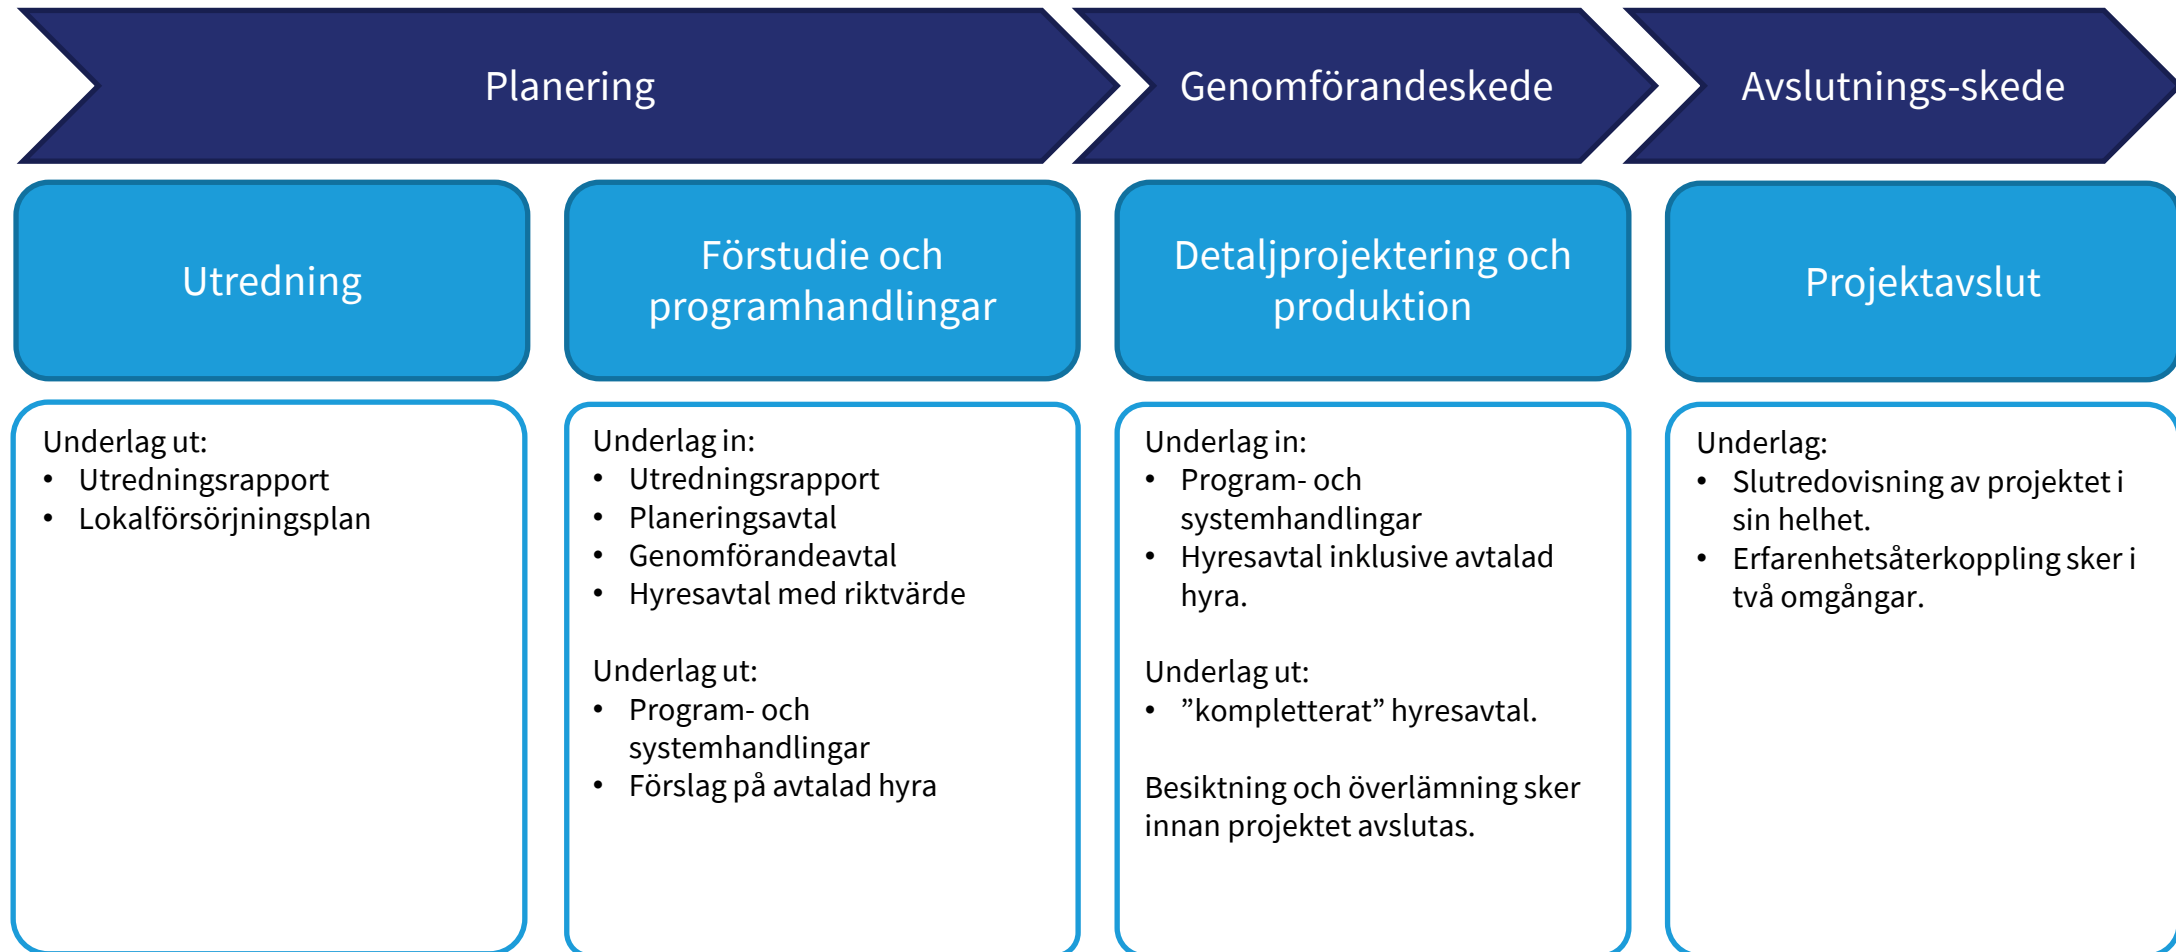 Planering
Genomförandeskede
Avslutnings-skede
Utredning
Förstudie och
programhandlingar
Detaljprojektering och
produktion
Projektavslut
Underlag ut:
• Utredningsrapport
• Lokalförsörjningsplan
Underlag in:
• Utredningsrapport
• Planeringsavtal
• Genomförandeavtal
• Hyresavtal med riktvärde
Underlag ut:
• Program- och
systemhandlingar
• Förslag på avtalad hyra
Underlag in:
• Program- och
systemhandlingar
• Hyresavtal inklusive avtalad
hyra.
Underlag ut:
• ”kompletterat” hyresavtal.
Besiktning och överlämning sker
innan projektet avslutas.
Underlag:
• Slutredovisning av projektet i
sin helhet.
• Erfarenhetsåterkoppling sker i
två omgångar.